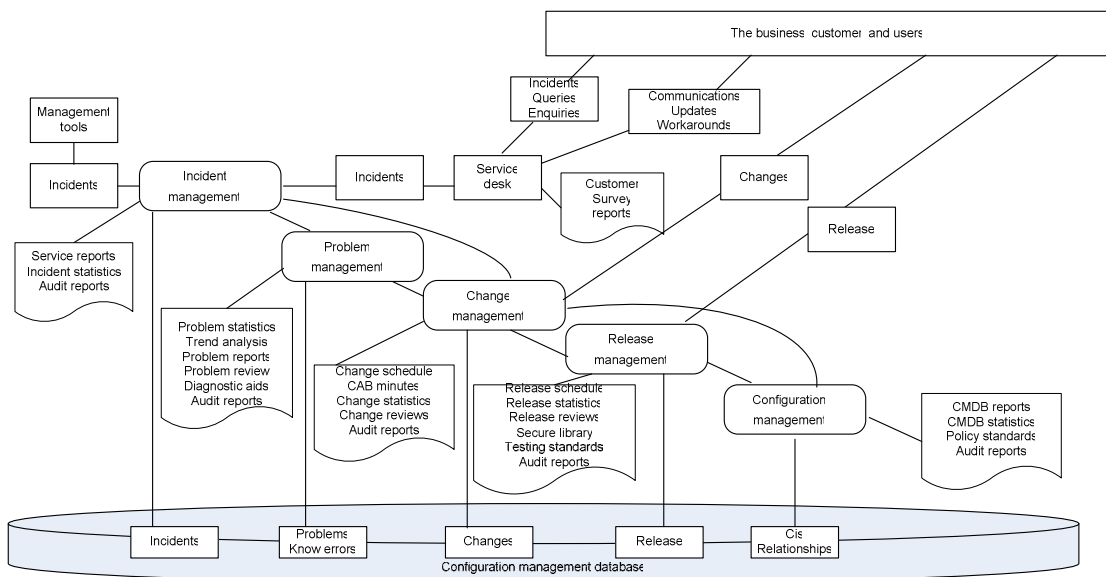 The business customer and users
Incidents
Queries
Enquiries
Communications
Updates
Workarounds
Management
tools
Incidents
Incident
management
Incidents
Service
desk
Customer
Survey
reports
Changes
Release
Service reports
Incident statistics
Audit reports
Problem
management
Change
management
Release
management
Configuration
management
Problem statistics
Trend analysis
Problem reports
Problem review
Diagnostic aids
Audit reports
Change schedule
CAB minutes
Change statistics
Change reviews
Audit reports
Release schedule
Release statistics
Release reviews
Secure library
Testing standards
Audit reports
CMDB reports
CMDB statistics
Policy standards
Audit reports
Incidents
Problems
Know errors
Changes
Release
Cis
Relationships
Configuration management database